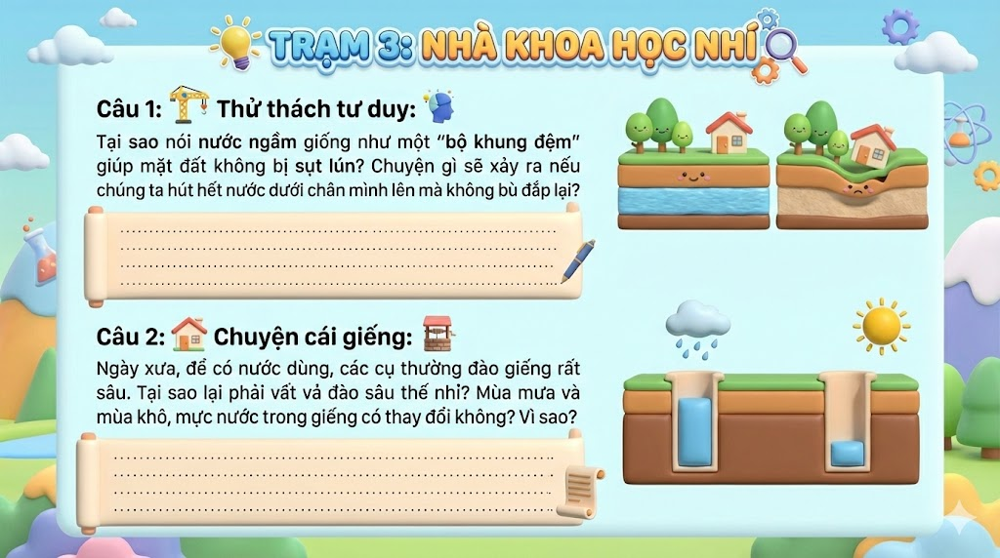 TRẠM 3: NHÀ KHOA HỌC NHÍ
Câu 1: Thử thách tư duy:
Tại sao nói nước ngầm giống như một “bộ khung đệm”
giúp mặt đất không bị sụt lún? Chuyện gì sẽ xảy ra nếu
chúng ta hút hết nước dưới chân mình lên mà không bù đắp lại?
Câu 2: Chuyện cái giếng:
Ngày xưa, để có nước dùng, các cụ thường đào giếng rất
sâu. Tại sao lại phải vất vả đào sâu thế nhỉ? Mùa mưa và
mùa khô, mực nước trong giếng có thay đổi không? Vì sao?